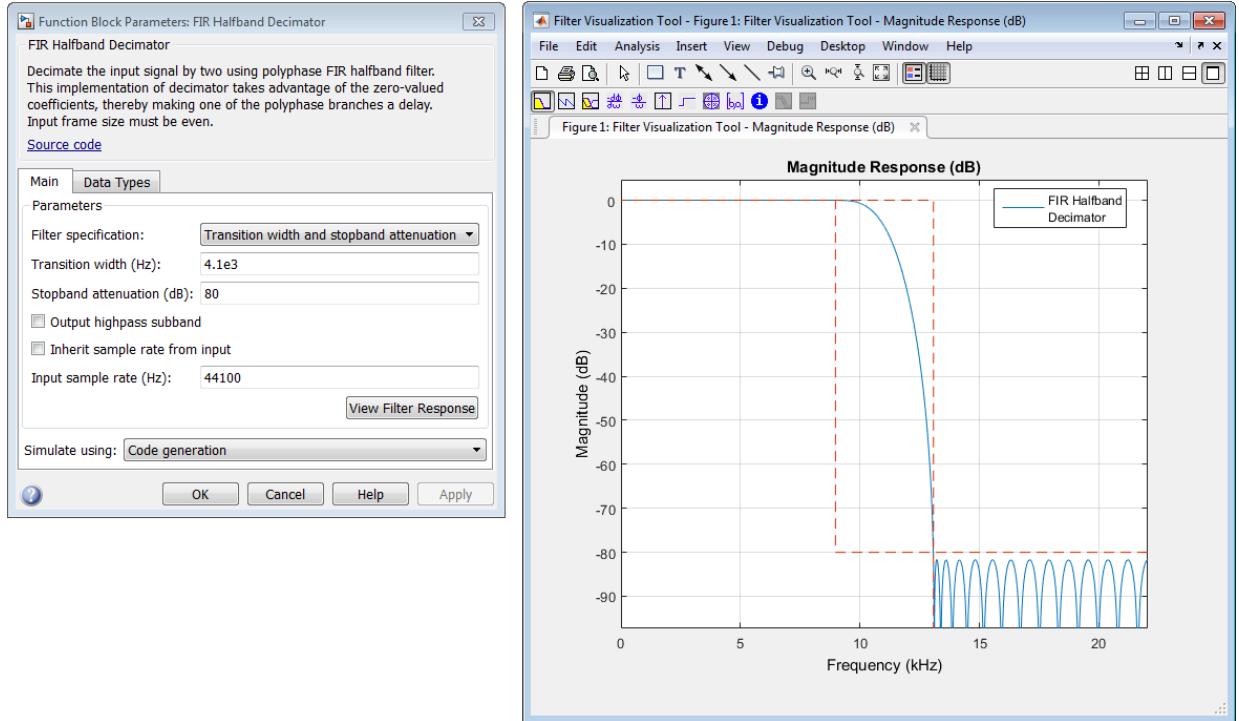 Function Block Parameters: FIR Halfband Decimator
FIR Halfband Decimator
Decimate the input signal by two using polyphase FIR halfband filter.
This implementation of decimator takes advantage of the zero-valued
coefficients, thereby making one of the polyphase branches a delay.
Input frame size must be even.
Source code
Main Data Types
Parameters
Filter specification: Transition width and stopband attenuation
Transition width (Hz): 4.1e3
Stopband attenuation (dB): 80
Output highpass subband
Inherit sample rate from input
Input sample rate (Hz): 44100
View Filter Response
Simulate using: Code generation
OK Cancel Help Apply
Filter Visualization Tool - Figure 1: Filter Visualization Tool - Magnitude Response (dB)
File Edit Analysis Insert View Debug Desktop Window Help
Figure 1: Filter Visualization Tool - Magnitude Response (dB)
Magnitude Response (dB)
FIR Halfband
Decimator
Magnitude (dB)
0
-10
-20
-30
-40
-50
-60
-70
-80
-90
0 5 10 15 20
Frequency (kHz)